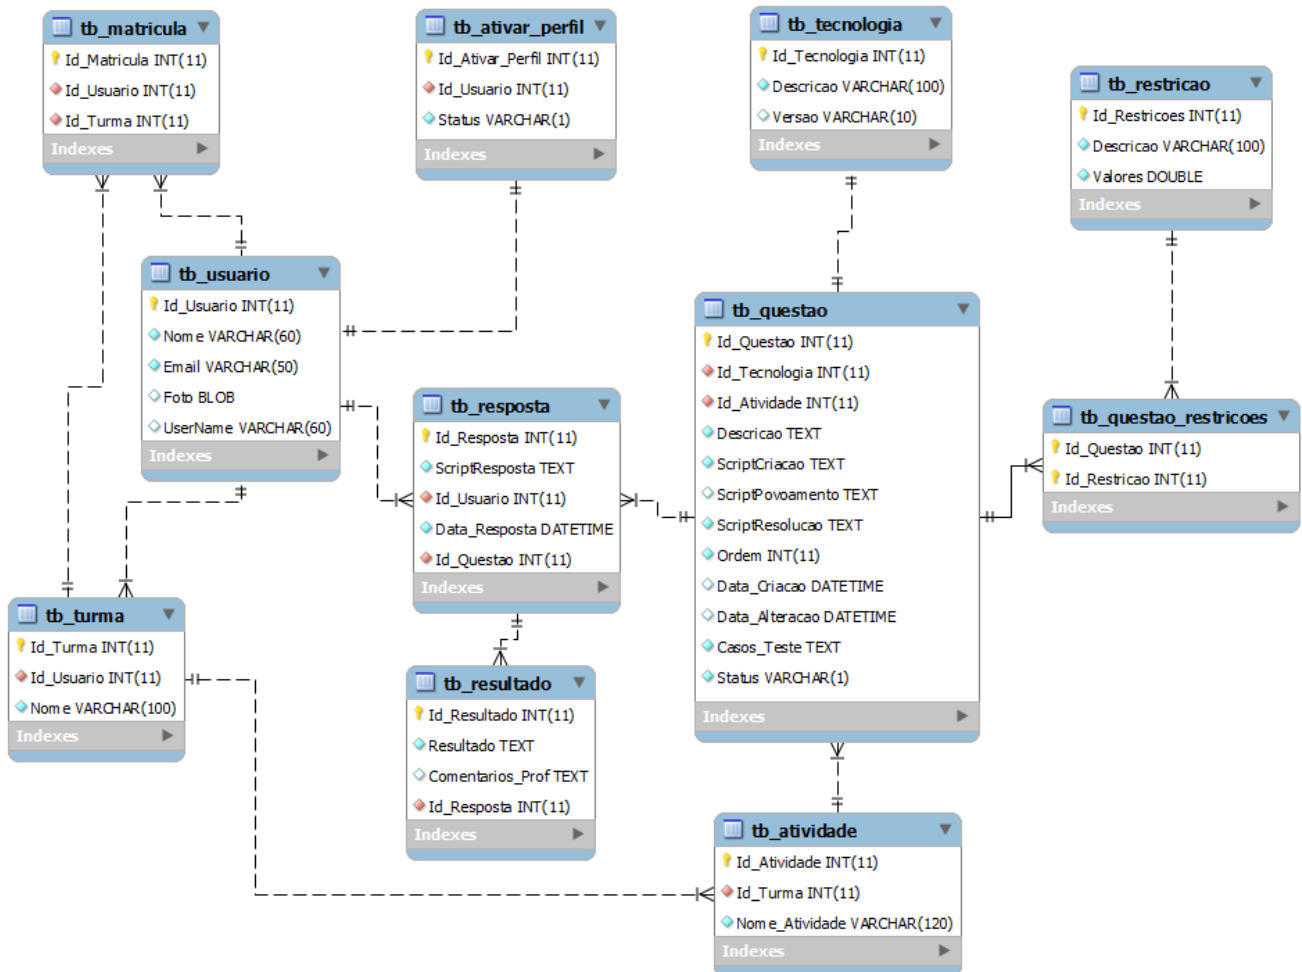 tb_matricula
Id_Matricula INT(11)
Id_Usuario INT(11)
Id_Turma INT(11)
Indexes
tb_ativar_perfil
Id_Ativar_Perfil INT(11)
Id_Usuario INT(11)
Status VARCHAR(1)
Indexes
tb_tecnologia
Id_Tecnologia INT(11)
Descricao VARCHAR(100)
Versao VARCHAR(10)
Indexes
tb_restricao
Id_Restricoes INT(11)
Descricao VARCHAR(100)
Valores DOUBLE
Indexes
tb_usuario
Id_Usuario INT(11)
Nome VARCHAR(60)
Email VARCHAR(50)
Foto BLOB
UserName VARCHAR(60)
Indexes
tb_resposta
Id_Resposta INT(11)
ScriptResposta TEXT
Id_Usuario INT(11)
Data_Resposta DATETIME
Id_Questao INT(11)
Indexes
tb_questao
Id_Questao INT(11)
Id_Tecnologia INT(11)
Id_Atividade INT(11)
Descricao TEXT
ScriptCriacao TEXT
ScriptPovoamento TEXT
ScriptResolucao TEXT
Ordem INT(11)
Data_Criacao DATETIME
Data_Alteracao DATETIME
Casos_Teste TEXT
Status VARCHAR(1)
Indexes
tb_questao_restricoes
Id_Questao INT(11)
Id_Restricao INT(11)
Indexes
tb_turma
Id_Turma INT(11)
Id_Usuario INT(11)
Nome VARCHAR(100)
Indexes
tb_resultado
Id_Resultado INT(11)
Resultado TEXT
Comentarios_Prof TEXT
Id_Resposta INT(11)
Indexes
tb_atividade
Id_Atividade INT(11)
Id_Turma INT(11)
Nome_Atividade VARCHAR(120)
Indexes